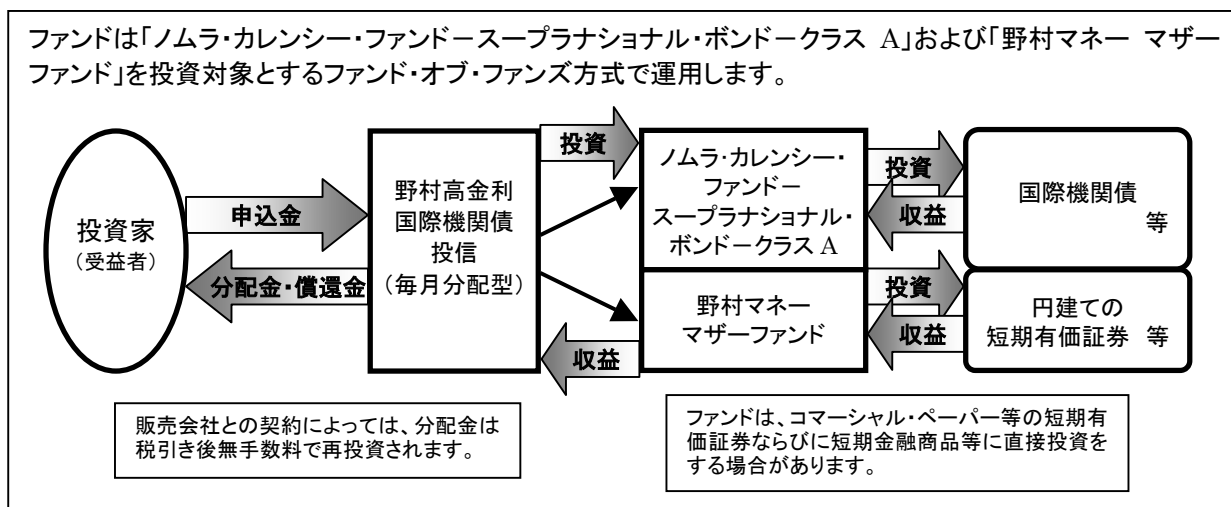 ファンドは「ノムラ・カレンシー・ファンド－スープラナショナル・ボンド－クラス A」および「野村マネー マザー
ファンド」を投資対象とするファンド・オブ・ファンズ方式で運用します。
投資家
（受益者）
申込金
分配金・償還金
野村高金利
国際機関債
投信
（毎月分配型）
投資
収益
ノムラ・カレンシー・
ファンド－
スープラナショナル・
ボンド－クラス A
野村マネー
マザーファンド
投資
収益
投資
収益
国際機関債
等
円建ての
短期有価証券 等
販売会社との契約によっては、分配金は
税引き後無手数料で再投資されます。
ファンドは、コマーシャル・ペーパー等の短期有
価証券ならびに短期金融商品等に直接投資を
する場合があります。